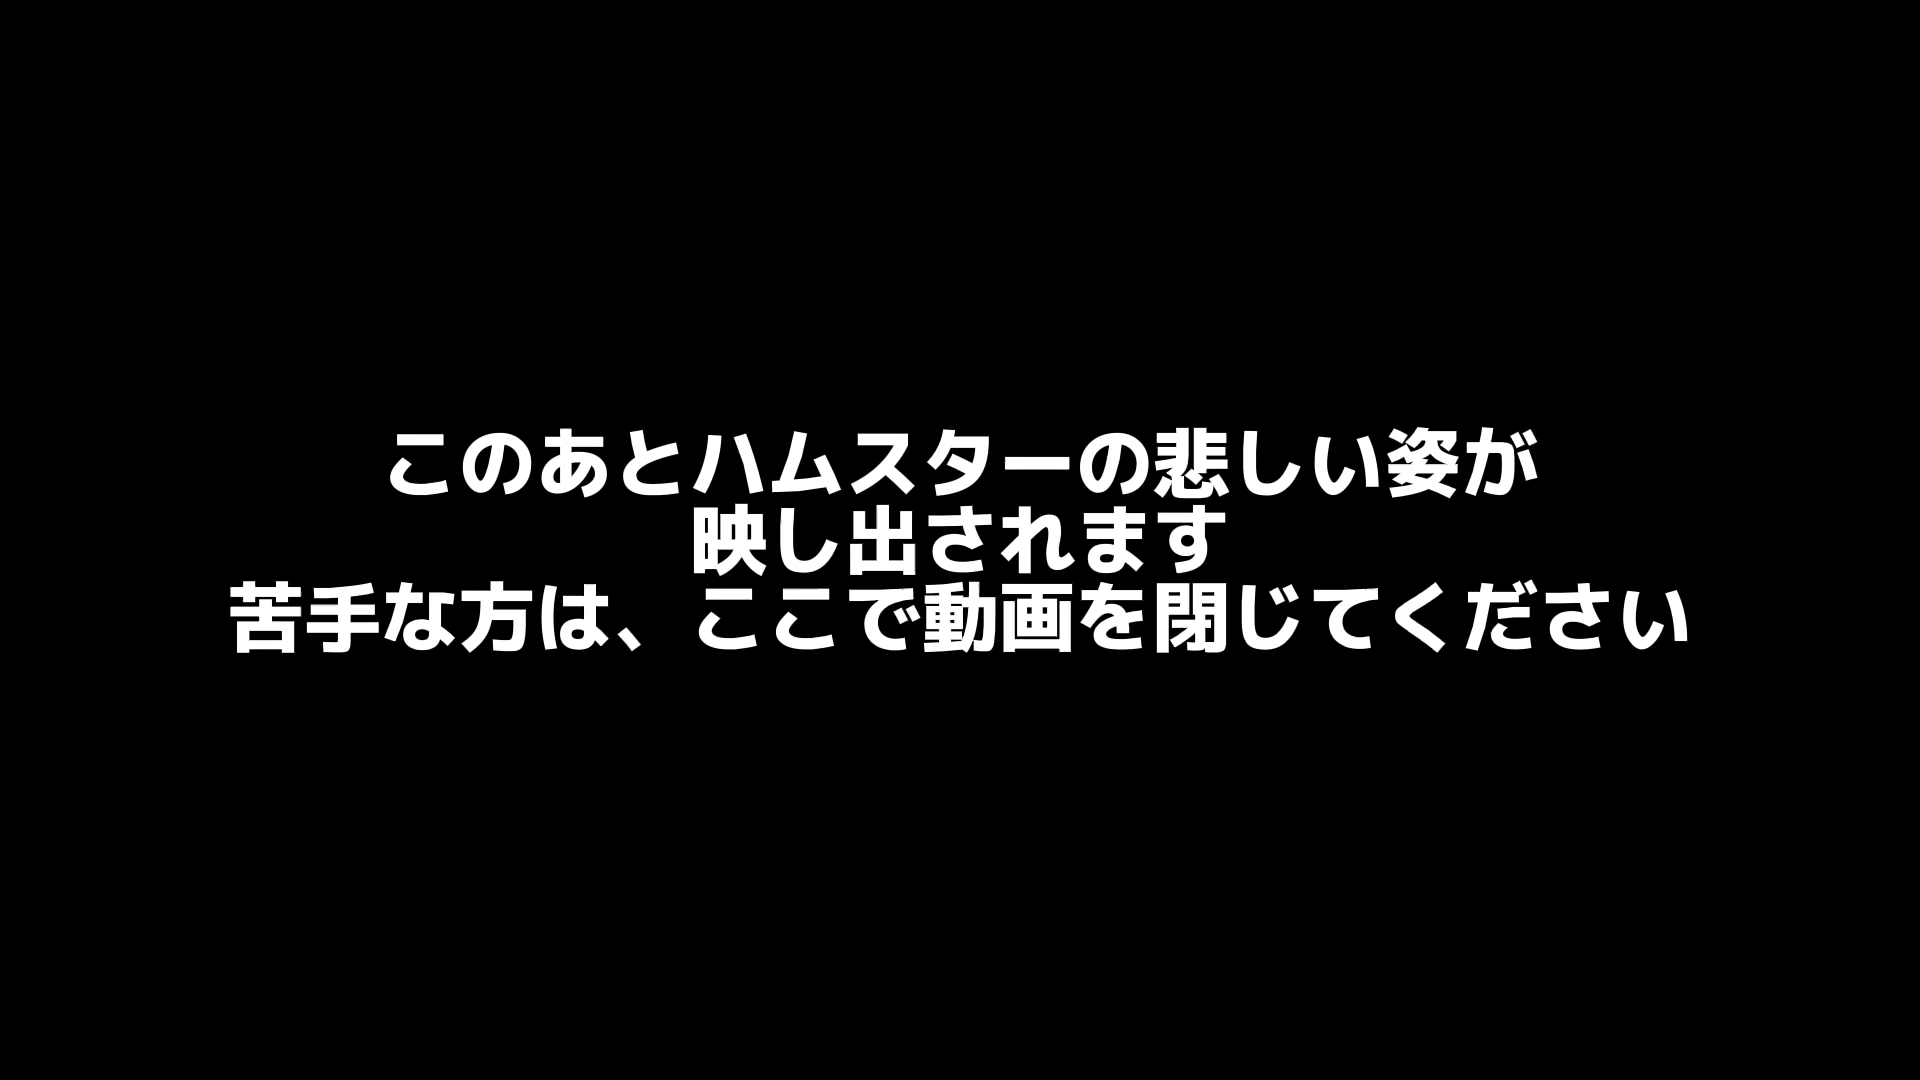 このあとハムスターの悲しい姿が
映し出されます
苦手な方は、ここで動画を閉じてください